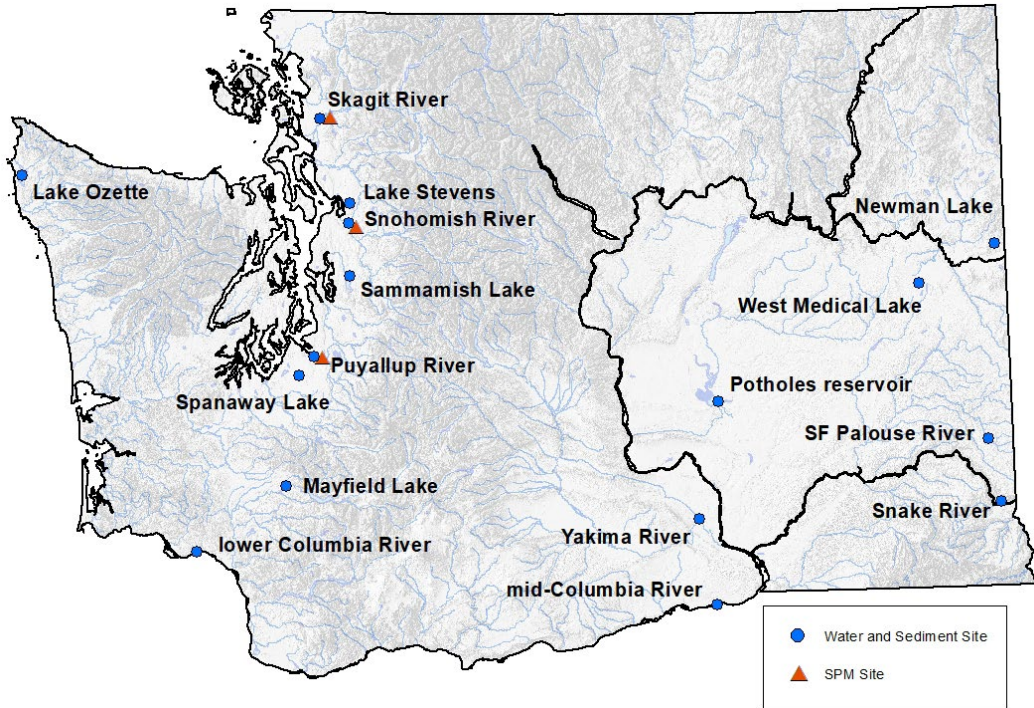 Skagit River
Lake Ozette
Lake Stevens
Snohomish River
Newman Lake
Sammamish Lake
West Medical Lake
Puyallup River
Spanaway Lake
Potholes reservoir
SF Palouse River
Mayfield Lake
Snake River
Yakima River
lower Columbia River
mid-Columbia River
Water and Sediment Site
SPM Site